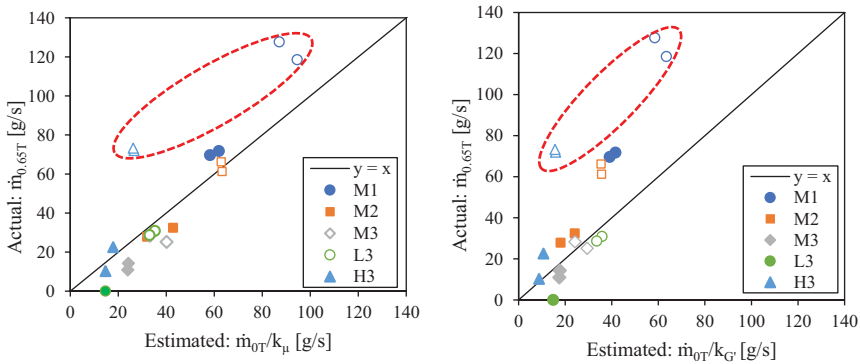 140
120
100
80
60
40
20
0
Actual: ṁ0.65T [g/s]
0 20 40 60 80 100 120 140
Estimated: ṁ0T/kμ [g/s]
y = x
M1
M2
M3
L3
H3
140
120
100
80
60
40
20
0
Actual: ṁ0.65T [g/s]
0 20 40 60 80 100 120 140
Estimated: ṁ0T/kG' [g/s]
y = x
M1
M2
M3
L3
H3